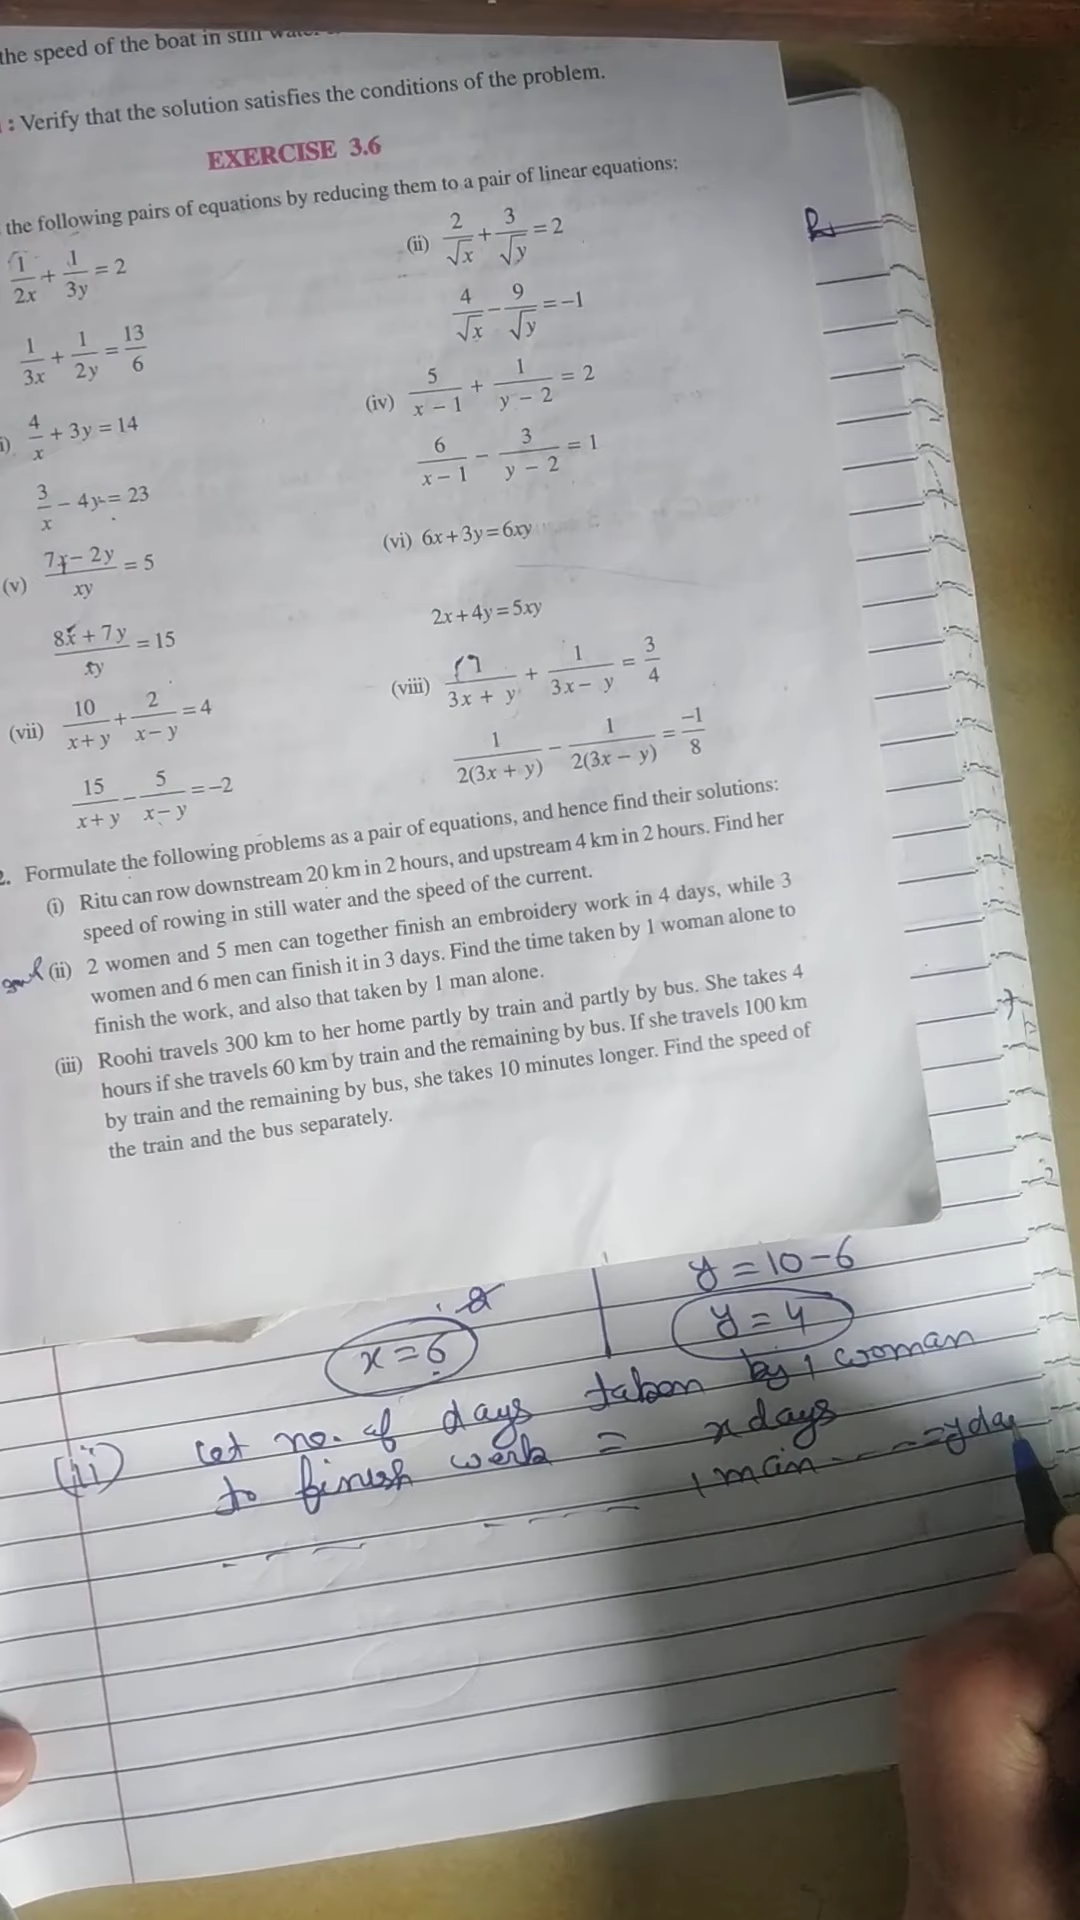 the speed of the boat in still water
: Verify that the solution satisfies the conditions of the problem.
EXERCISE 3.6
the following pairs of equations by reducing them to a pair of linear equations:
1/2x + 1/3y = 2
(ii) 2/√x + 3/√y = 2
1/3x + 1/2y = 13/6
4/√x − 9/√y = −1
i) 4/x + 3y = 14
(iv) 5/(x − 1) + 1/(y − 2) = 2
3/x − 4y = 23
6/(x − 1) − 3/(y − 2) = 1
(v) (7x − 2y)/xy = 5
(vi) 6x + 3y = 6xy
(8x + 7y)/xy = 15
2x + 4y = 5xy
(vii) 10/(x + y) + 2/(x − y) = 4
(viii) 1/(3x + y) + 1/(3x − y) = 3/4
15/(x + y) − 5/(x − y) = −2
1/2(3x + y) − 1/2(3x − y) = −1/8
2. Formulate the following problems as a pair of equations, and hence find their solutions:
(i) Ritu can row downstream 20 km in 2 hours, and upstream 4 km in 2 hours. Find her
speed of rowing in still water and the speed of the current.
(ii) 2 women and 5 men can together finish an embroidery work in 4 days, while 3
women and 6 men can finish it in 3 days. Find the time taken by 1 woman alone to
finish the work, and also that taken by 1 man alone.
(iii) Roohi travels 300 km to her home partly by train and partly by bus. She takes 4
hours if she travels 60 km by train and the remaining by bus. If she travels 100 km
by train and the remaining by bus, she takes 10 minutes longer. Find the speed of
the train and the bus separately.
y = 10 − 6
x = 6
y = 4
(ii) Let no. of days taken by 1 woman
to finish work = x days
1 man - - - = y day